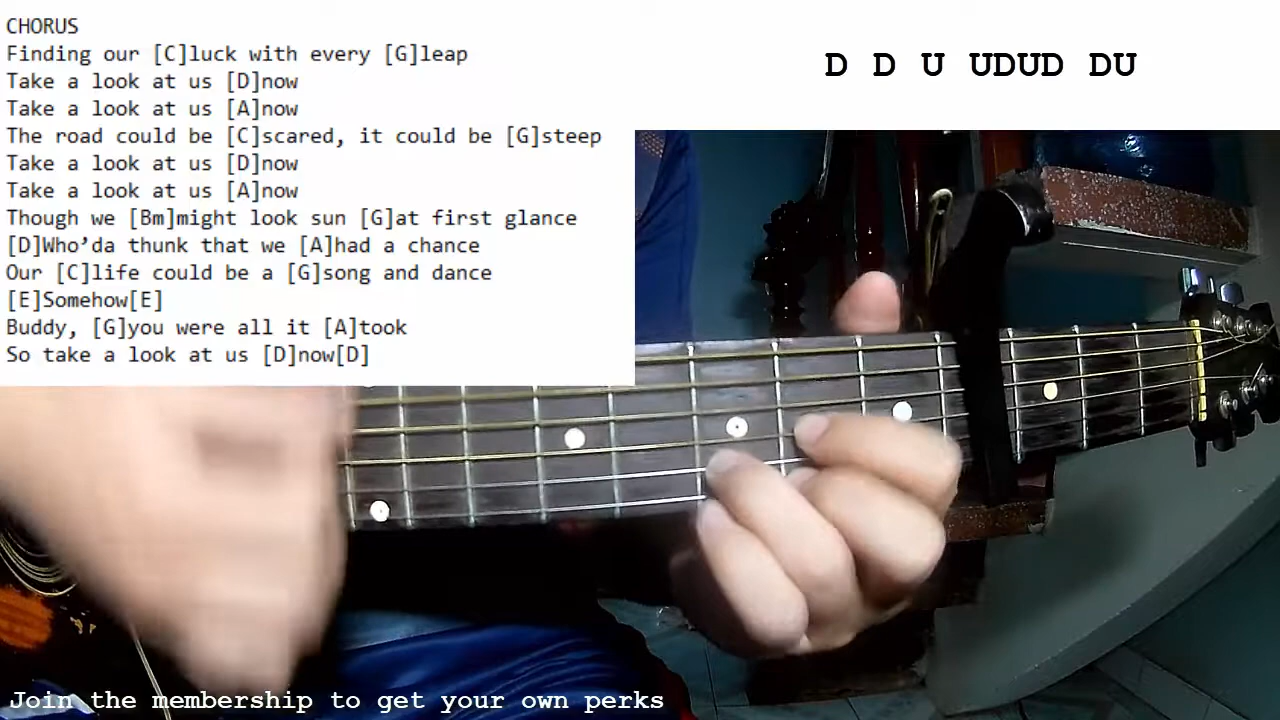 CHORUS
Finding our [C]luck with every [G]leap
Take a look at us [D]now
Take a look at us [A]now
The road could be [C]scared, it could be [G]steep
Take a look at us [D]now
Take a look at us [A]now
Though we [Bm]might look sun [G]at first glance
[D]Who’da thunk that we [A]had a chance
Our [C]life could be a [G]song and dance
[E]Somehow[E]
Buddy, [G]you were all it [A]took
So take a look at us [D]now[D]
D D U UDUD DU
Join the membership to get your own perks